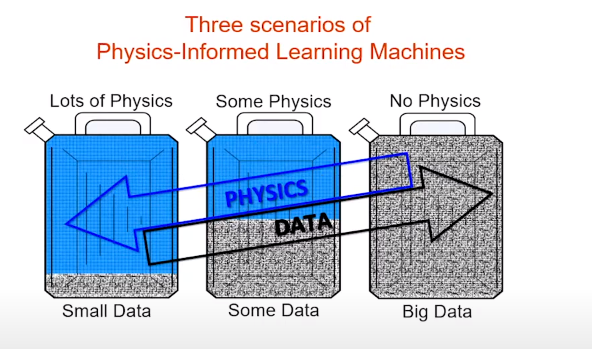 Three scenarios of
Physics-Informed Learning Machines
Lots of Physics
Some Physics
No Physics
PHYSICS
DATA
Small Data
Some Data
Big Data